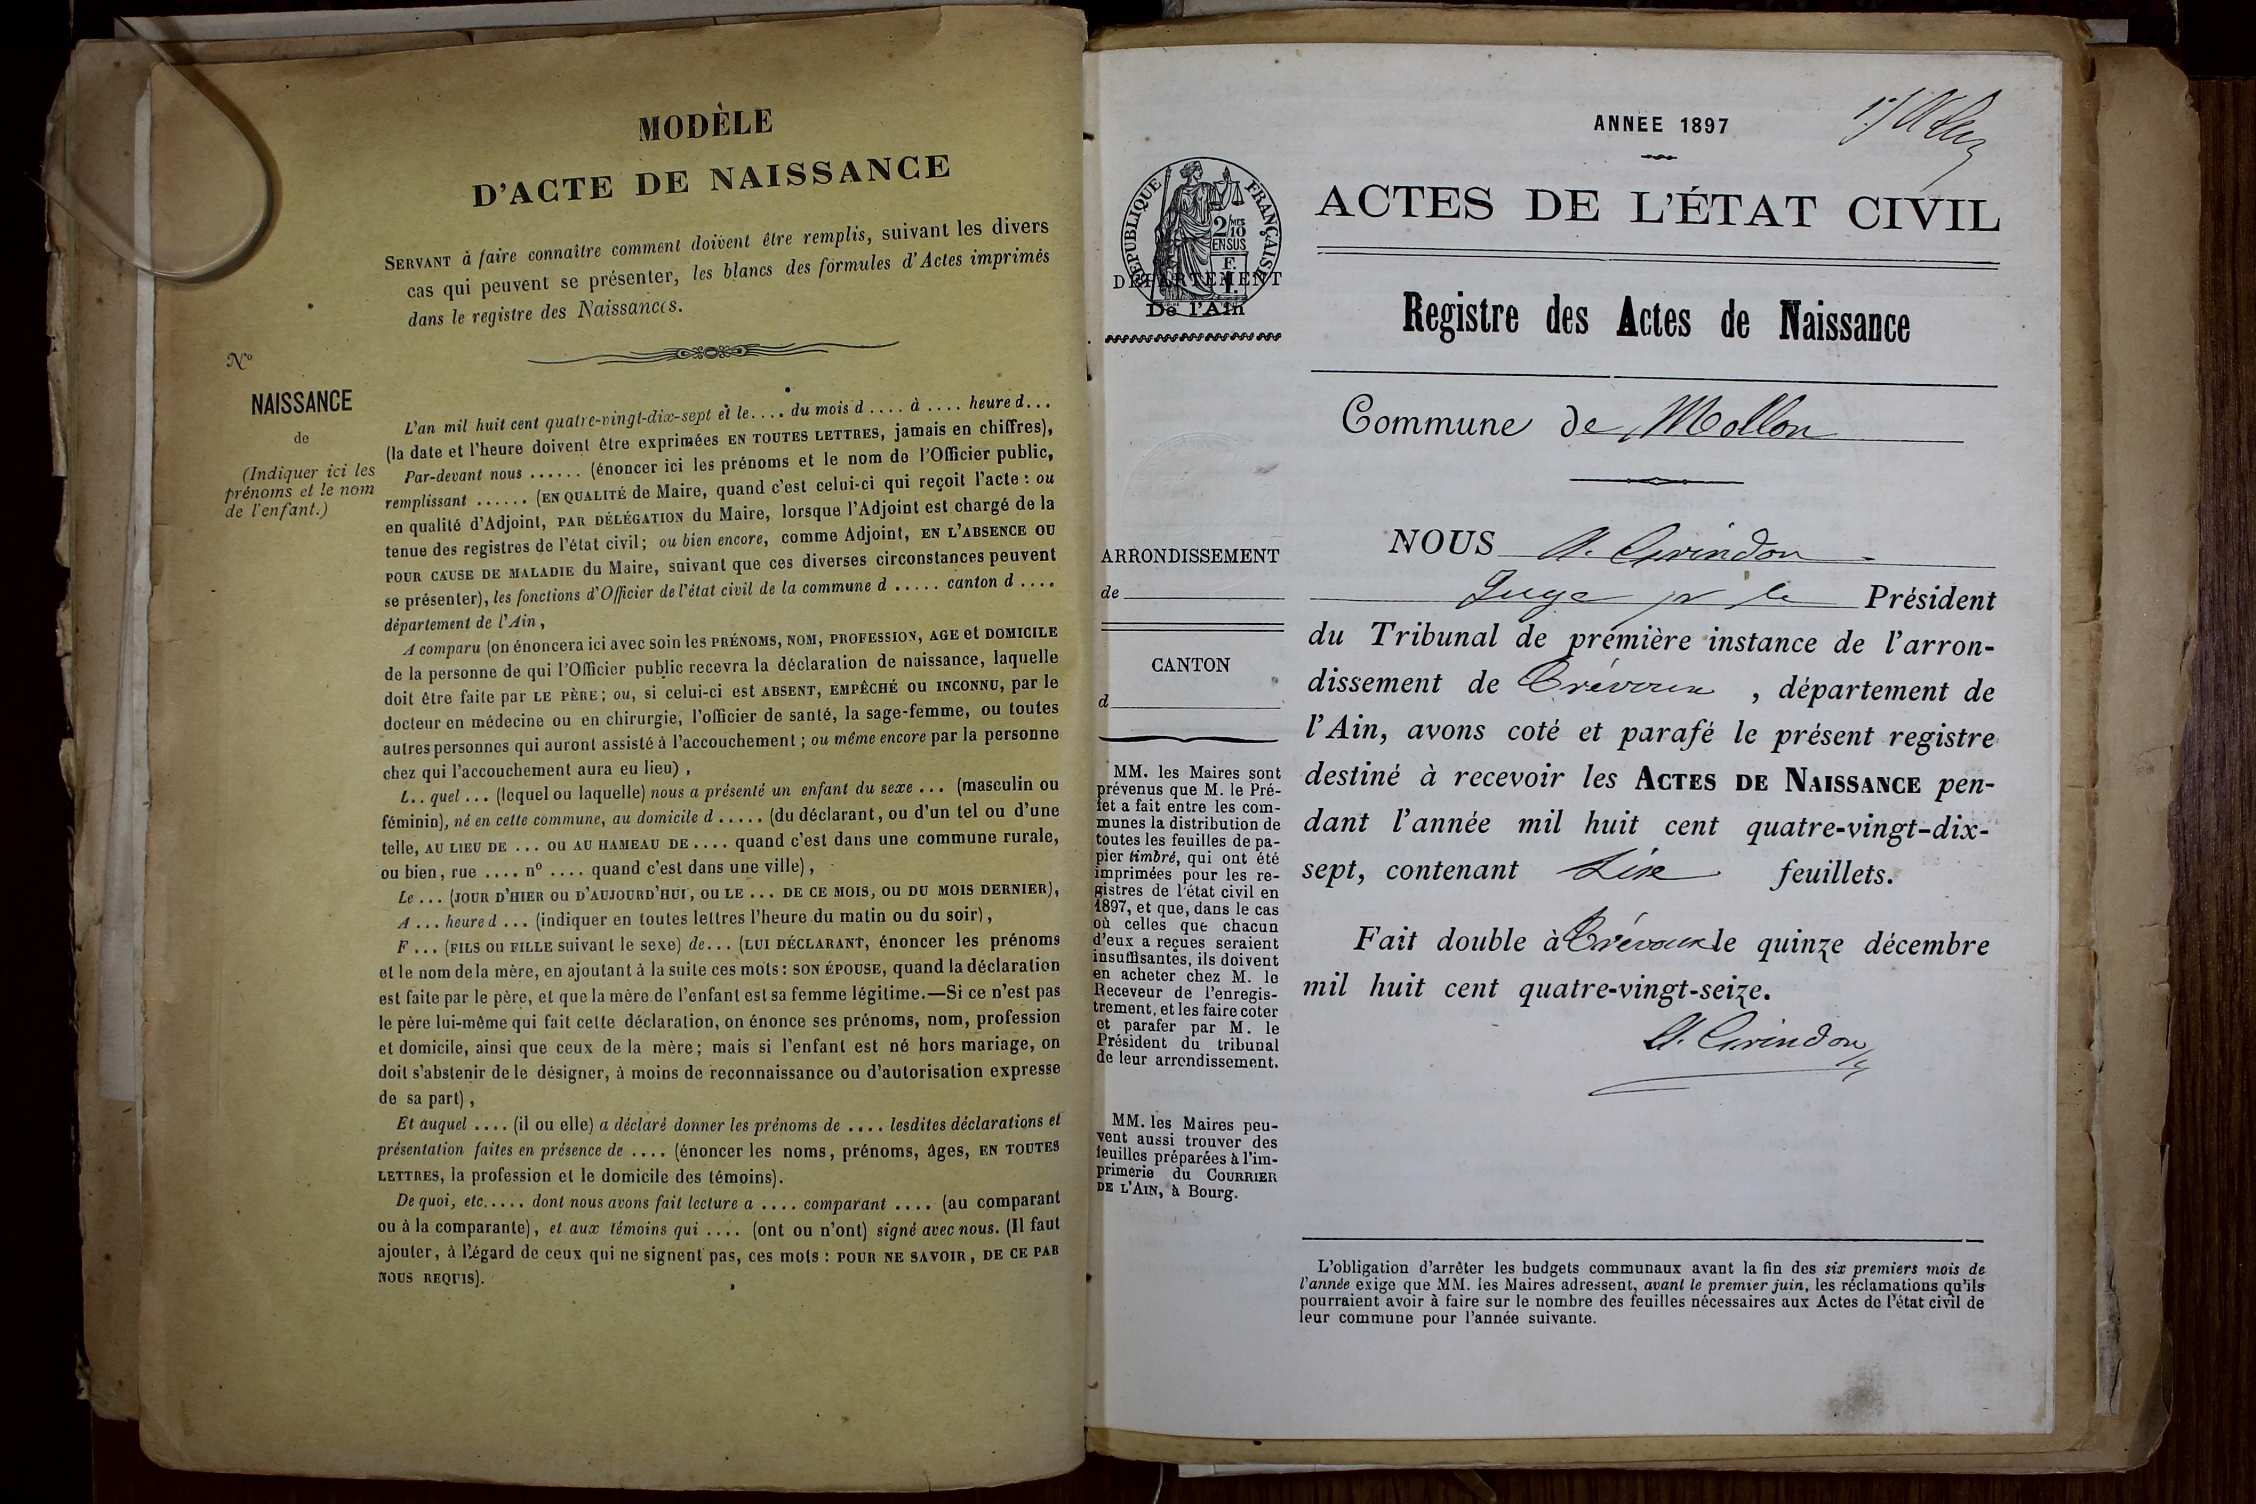 MODÈLE
D'ACTE DE NAISSANCE
SERVANT à faire connaître comment doivent être remplis, suivant les divers
cas qui peuvent se présenter, les blancs des formules d'Actes imprimés
dans le registre des Naissances.
No
NAISSANCE
de
(Indiquer ici les
prénoms et le nom
de l'enfant.)
L'an mil huit cent quatre-vingt-dix-sept et le.... du mois d .... à .... heure d...
(la date et l'heure doivent être exprimées EN TOUTES LETTRES, jamais en chiffres),
Par-devant nous ...... (énoncer ici les prénoms et le nom de l'Officier public,
remplissant ...... (EN QUALITÉ de Maire, quand c'est celui-ci qui reçoit l'acte : ou
en qualité d'Adjoint, PAR DÉLÉGATION du Maire, lorsque l'Adjoint est chargé de la
tenue des registres de l'état civil; ou bien encore, comme Adjoint, EN L'ABSENCE OU
POUR CAUSE DE MALADIE du Maire, suivant que ces diverses circonstances peuvent
se présenter), les fonctions d'Officier de l'état civil de la commune d ..... canton d ....
département de l'Ain,
A comparu (on énoncera ici avec soin les PRÉNOMS, NOM, PROFESSION, AGE et DOMICILE
de la personne de qui l'Officier public recevra la déclaration de naissance, laquelle
doit être faite par LE PÈRE; ou, si celui-ci est ABSENT, EMPÊCHÉ OU INCONNU, par le
docteur en médecine ou en chirurgie, l'officier de santé, la sage-femme, ou toutes
autres personnes qui auront assisté à l'accouchement; ou même encore par la personne
chez qui l'accouchement aura eu lieu),
L.. quel ... (lequel ou laquelle) nous a présenté un enfant du sexe ... (masculin ou
féminin), né en cette commune, au domicile d ..... (du déclarant, ou d'un tel ou d'une
telle, AU LIEU DE ... OU AU HAMEAU DE .... quand c'est dans une commune rurale,
ou bien, rue .... no .... quand c'est dans une ville),
Le ... (JOUR D'HIER OU D'AUJOURD'HUI, OU LE ... DE CE MOIS, OU DU MOIS DERNIER),
A ... heure d ... (indiquer en toutes lettres l'heure du matin ou du soir),
F ... (FILS OU FILLE suivant le sexe) de... (LUI DÉCLARANT, énoncer les prénoms
et le nom de la mère, en ajoutant à la suite ces mots : SON ÉPOUSE, quand la déclaration
est faite par le père, et que la mère de l'enfant est sa femme légitime.—Si ce n'est pas
le père lui-même qui fait cette déclaration, on énonce ses prénoms, nom, profession
et domicile, ainsi que ceux de la mère; mais si l'enfant est né hors mariage, on
doit s'abstenir de le désigner, à moins de reconnaissance ou d'autorisation expresse
de sa part),
Et auquel .... (il ou elle) a déclaré donner les prénoms de .... lesdites déclarations et
présentation faites en présence de .... (énoncer les noms, prénoms, âges, EN TOUTES
LETTRES, la profession et le domicile des témoins).
De quoi, etc..... dont nous avons fait lecture a .... comparant .... (au comparant
ou à la comparante), et aux témoins qui .... (ont ou n'ont) signé avec nous. (Il faut
ajouter, à l'égard de ceux qui ne signent pas, ces mots : POUR NE SAVOIR, DE CE PAR
NOUS REQUIS).
ANNÉE 1897
ACTES DE L'ÉTAT CIVIL
RÉPUBLIQUE FRANÇAISE
2/10 MES
EN SUS
DÉPARTEMENT
De l'Ain
Registre des Actes de Naissance
Commune de Mollon
ARRONDISSEMENT
de
CANTON
d
MM. les Maires sont
prévenus que M. le Pré-
fet a fait entre les com-
munes la distribution de
toutes les feuilles de pa-
pier timbré, qui ont été
imprimées pour les re-
gistres de l'état civil en
1897, et que, dans le cas
où celles que chacun
d'eux a reçues seraient
insuffisantes, ils doivent
en acheter chez M. le
Receveur de l'enregis-
trement, et les faire coter
et parafer par M. le
Président du tribunal
de leur arrondissement.
MM. les Maires peu-
vent aussi trouver des
feuilles préparées à l'im-
primerie du COURRIER
DE L'AIN, à Bourg.
NOUS A. Girindon
Juge pr le Président
du Tribunal de première instance de l'arron-
dissement de Trévoux, département de
l'Ain, avons coté et parafé le présent registre
destiné à recevoir les ACTES DE NAISSANCE pen-
dant l'année mil huit cent quatre-vingt-dix-
sept, contenant six feuillets.
Fait double à Trévoux le quinze décembre
mil huit cent quatre-vingt-seize.
A. Girindon
L'obligation d'arrêter les budgets communaux avant la fin des six premiers mois de
l'année exige que MM. les Maires adressent, avant le premier juin, les réclamations qu'ils
pourraient avoir à faire sur le nombre des feuilles nécessaires aux Actes de l'état civil de
leur commune pour l'année suivante.